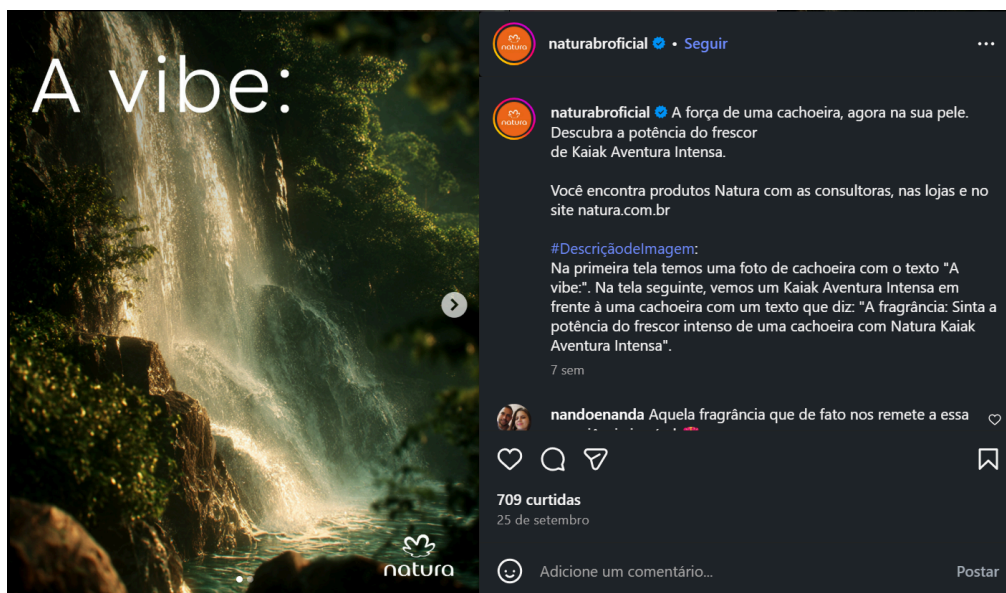 A vibe:
natura
natura
naturabroficial • Seguir
natura
naturabroficial A força de uma cachoeira, agora na sua pele.
Descubra a potência do frescor
de Kaiak Aventura Intensa.
Você encontra produtos Natura com as consultoras, nas lojas e no
site natura.com.br
#DescriçãodeImagem:
Na primeira tela temos uma foto de cachoeira com o texto "A
vibe:". Na tela seguinte, vemos um Kaiak Aventura Intensa em
frente à uma cachoeira com um texto que diz: "A fragrância: Sinta a
potência do frescor intenso de uma cachoeira com Natura Kaiak
Aventura Intensa".
7 sem
nandoenanda Aquela fragrância que de fato nos remete a essa
709 curtidas
25 de setembro
Adicione um comentário...
Postar